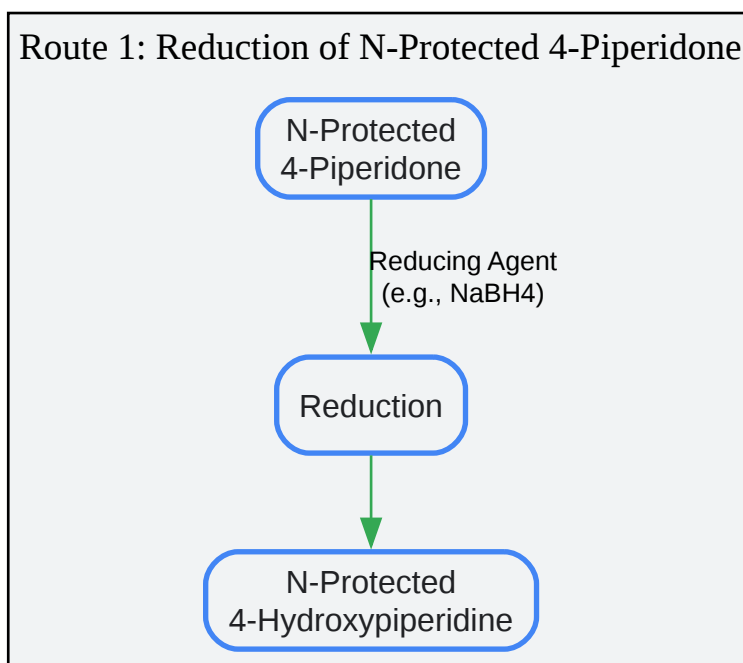 Route 1: Reduction of N-Protected 4-Piperidone
N-Protected
4-Piperidone
Reducing Agent
(e.g., NaBH4)
Reduction
N-Protected
4-Hydroxypiperidine